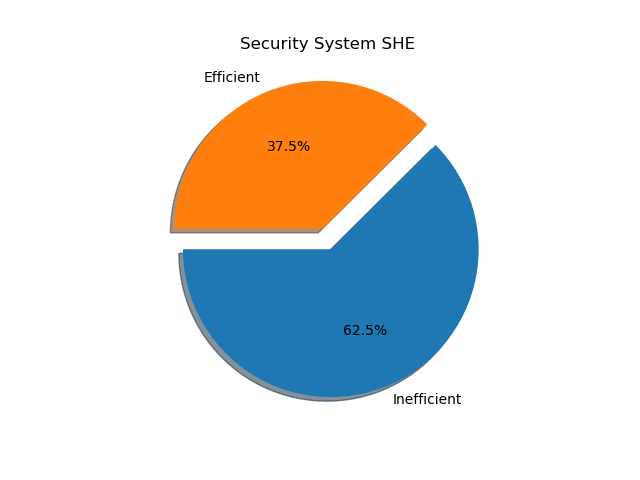 Security System SHE
Efficient
37.5%
62.5%
Inefficient